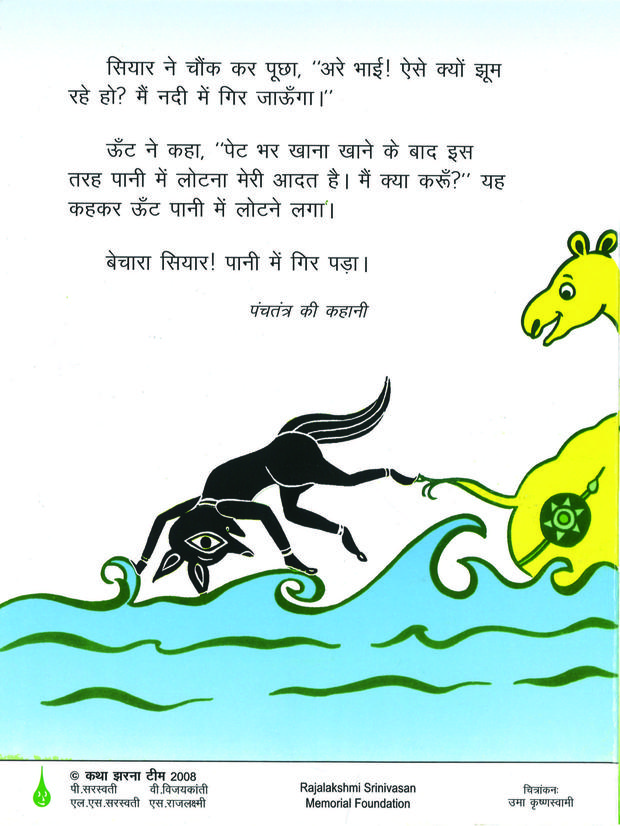 सियार ने चौंक कर पूछा, ‘‘अरे भाई! ऐसे क्यों झूम
रहे हो? मैं नदी में गिर जाऊँगा।’’
ऊँट ने कहा, ‘‘पेट भर खाना खाने के बाद इस
तरह पानी में लोटना मेरी आदत है। मैं क्या करूँ?’’ यह
कहकर ऊँट पानी में लोटने लगा।
बेचारा सियार! पानी में गिर पड़ा।
पंचतंत्र की कहानी
© कथा झरना टीम 2008
पी.सरस्वती वी.विजयकांती
एल.एस.सरस्वती एस.राजलक्ष्मी
Rajalakshmi Srinivasan
Memorial Foundation
चित्रांकनः
उमा कृष्णस्वामी